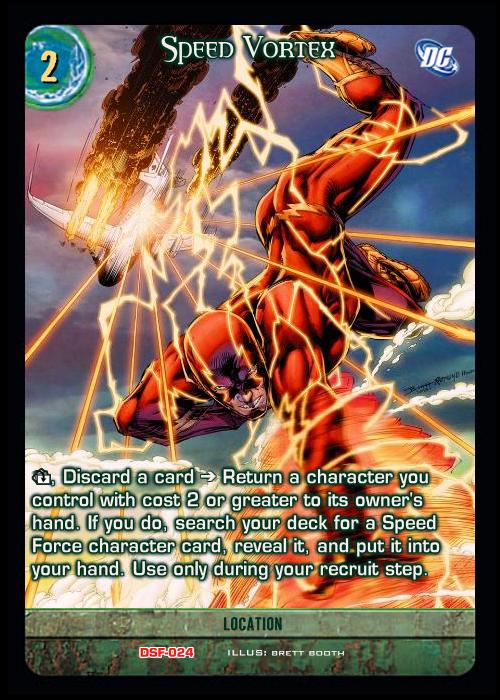 2
Speed Vortex
DC
, Discard a card → Return a character you
control with cost 2 or greater to its owner's
hand. If you do, search your deck for a Speed
Force character card, reveal it, and put it into
your hand. Use only during your recruit step.
LOCATION
DSF-024 ILLUS: BRETT BOOTH